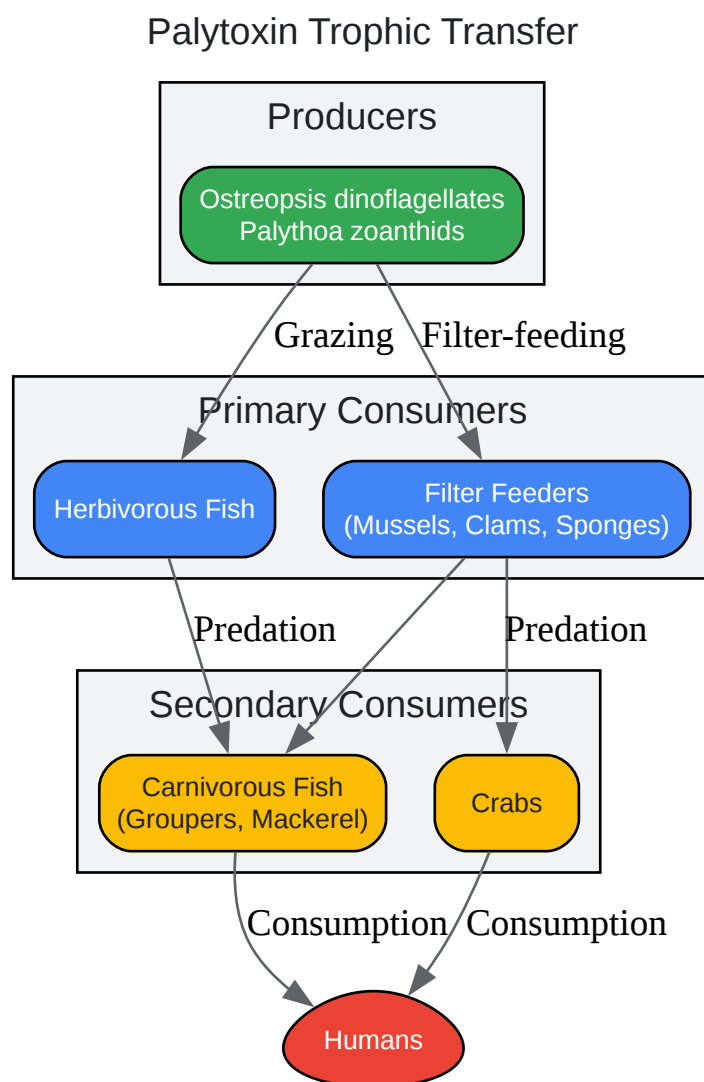 Palytoxin Trophic Transfer
Producers
Ostreopsis dinoflagellates
Palythoa zoanthids
Grazing
Filter-feeding
Primary Consumers
Herbivorous Fish
Filter Feeders
(Mussels, Clams, Sponges)
Predation
Predation
Secondary Consumers
Carnivorous Fish
(Groupers, Mackerel)
Crabs
Consumption
Consumption
Humans